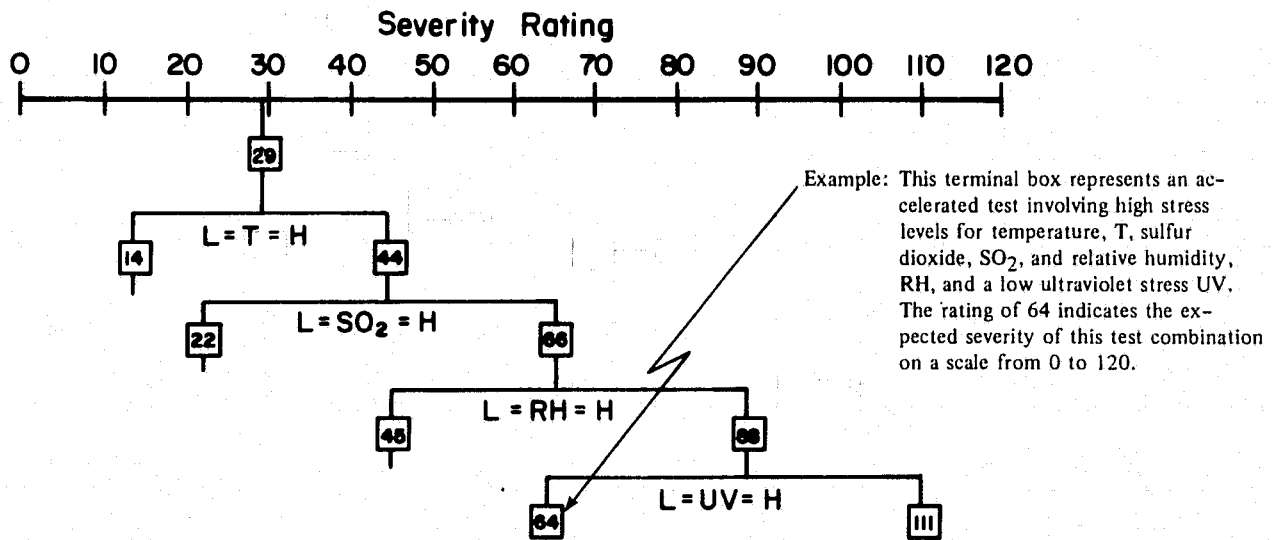 Severity Rating
0 10 20 30 40 50 60 70 80 90 100 110 120
29
L = T = H
14
44
L = SO2 = H
22
66
L = RH = H
45
88
L = UV = H
64
111
Example: This terminal box represents an ac-
celerated test involving high stress
levels for temperature, T, sulfur
dioxide, SO2, and relative humidity,
RH, and a low ultraviolet stress UV.
The rating of 64 indicates the ex-
pected severity of this test combination
on a scale from 0 to 120.